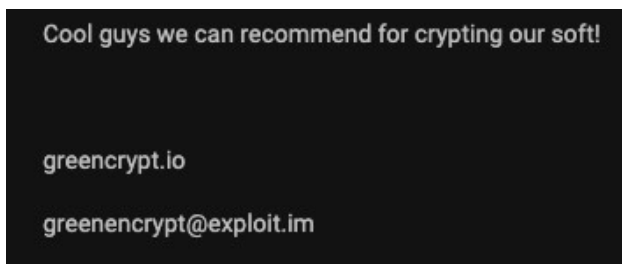 Cool guys we can recommend for crypting our soft!
greencrypt.io
greenencrypt@exploit.im